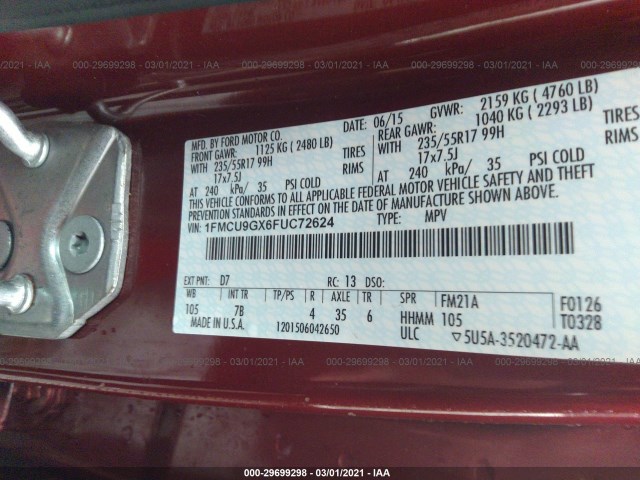 000-29699298 - 03/01/2021 - IAA
MFD. BY FORD MOTOR CO.
DATE: 06/15
GVWR: 2159 KG ( 4760 LB)
FRONT GAWR: 1125 KG ( 2480 LB)
REAR GAWR: 1040 KG ( 2293 LB)
WITH 235/55R17 99H TIRES
WITH 235/55R17 99H TIRES
17x7.5J RIMS
17x7.5J RIMS
AT 240 kPa/ 35 PSI COLD
AT 240 kPa/ 35 PSI COLD
THIS VEHICLE CONFORMS TO ALL APPLICABLE FEDERAL MOTOR VEHICLE SAFETY AND THEFT
PREVENTION STANDARDS IN EFFECT ON THE DATE OF MANUFACTURE SHOWN ABOVE.
VIN: 1FMCU9GX6FUC72624
TYPE: MPV
EXT PNT: D7 RC: 13 DSO:
WB INT TR TP/PS R AXLE TR SPR FM21A F0126
105 7B 4 35 6 HHMM 105 T0328
MADE IN U.S.A. 1201506042650 ULC ▽5U5A-3520472-AA
000-29699298 - 03/01/2021 - IAA